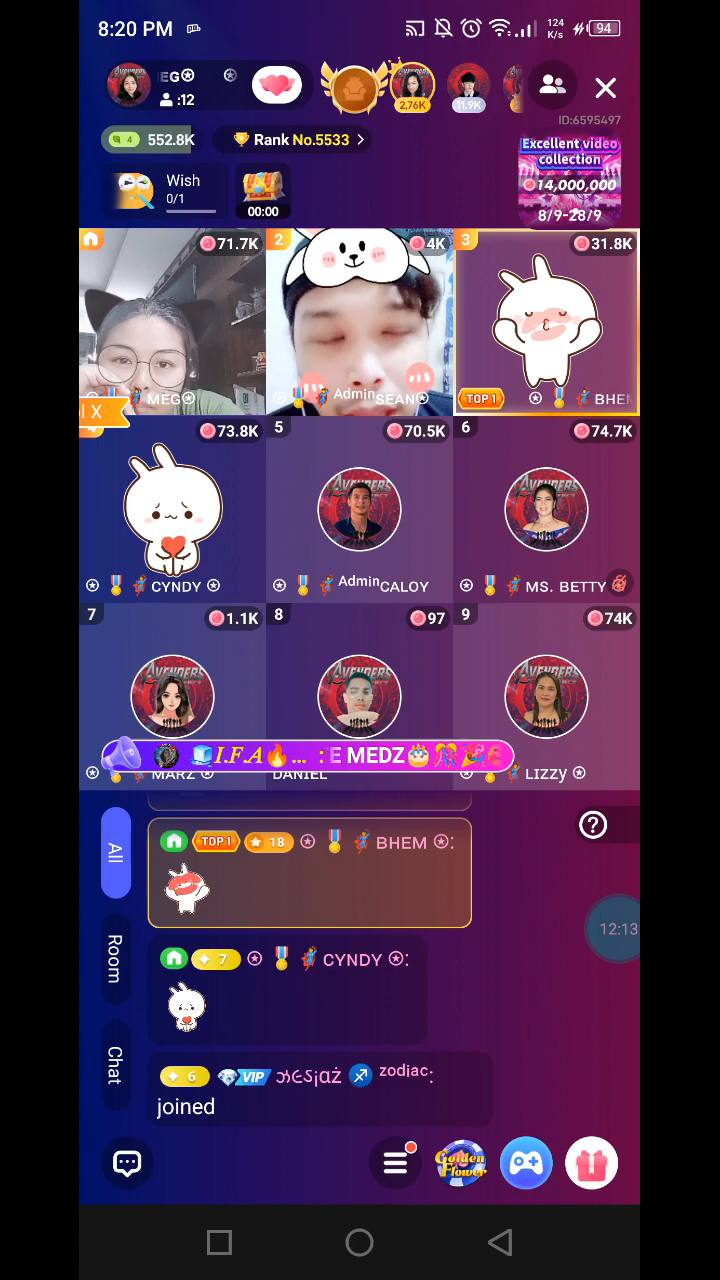 8:20 PM
124
K/s
94
EG✪
:12
2,76K
11.9K
ID:6595497
4 552.8K
Rank No.5533 >
Excellent video
collection
14,000,000
8/9-28/9
Wish
0/1
00:00
71.7K
MEG✪
2
4K
Admin SEAN✪
3
31.8K
TOP 1
BHEM
X
73.8K
CYNDY ✪
5
70.5K
Admin CALOY
6
74.7K
MS. BETTY
7
1.1K
MARZ ✪
8
97
DANIEL
9
74K
LIZZy ✪
I.F.A🔥... : E MEDZ🎂🎊🎉
All
Room
Chat
TOP 1 18 ✪ 🎖 BHEM ✪:
7 ✪ 🎖 CYNDY ✪:
6 VIP ♐ zodiac:
joined
12:13
Golden
Flower